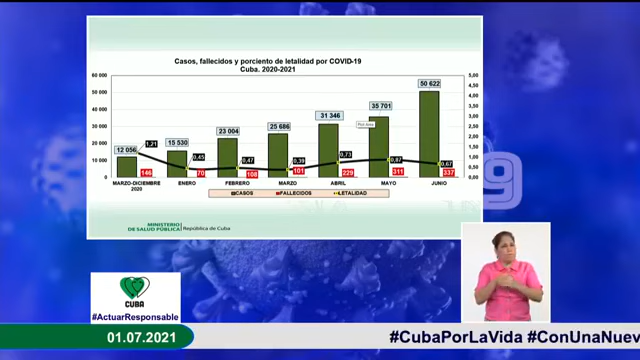 Casos, fallecidos y porciento de letalidad por COVID-19
Cuba. 2020-2021
60 000
50 000
40 000
30 000
20 000
10 000
0
5,00
4,50
4,00
3,50
3,00
2,50
2,00
1,50
1,00
0,50
0,00
12 056
15 530
23 004
25 686
31 346
35 701
50 622
1,21
0,45
0,47
0,39
0,73
0,87
0,67
146
70
108
101
229
311
337
MARZO-DICIEMBRE
2020
ENERO
FEBRERO
MARZO
ABRIL
MAYO
JUNIO
CASOS
FALLECIDOS
LETALIDAD
MINISTERIO
DE SALUD PÚBLICA
República de Cuba
9
CUBA
#ActuarResponsable
01.07.2021
#CubaPorLaVida #ConUnaNuev